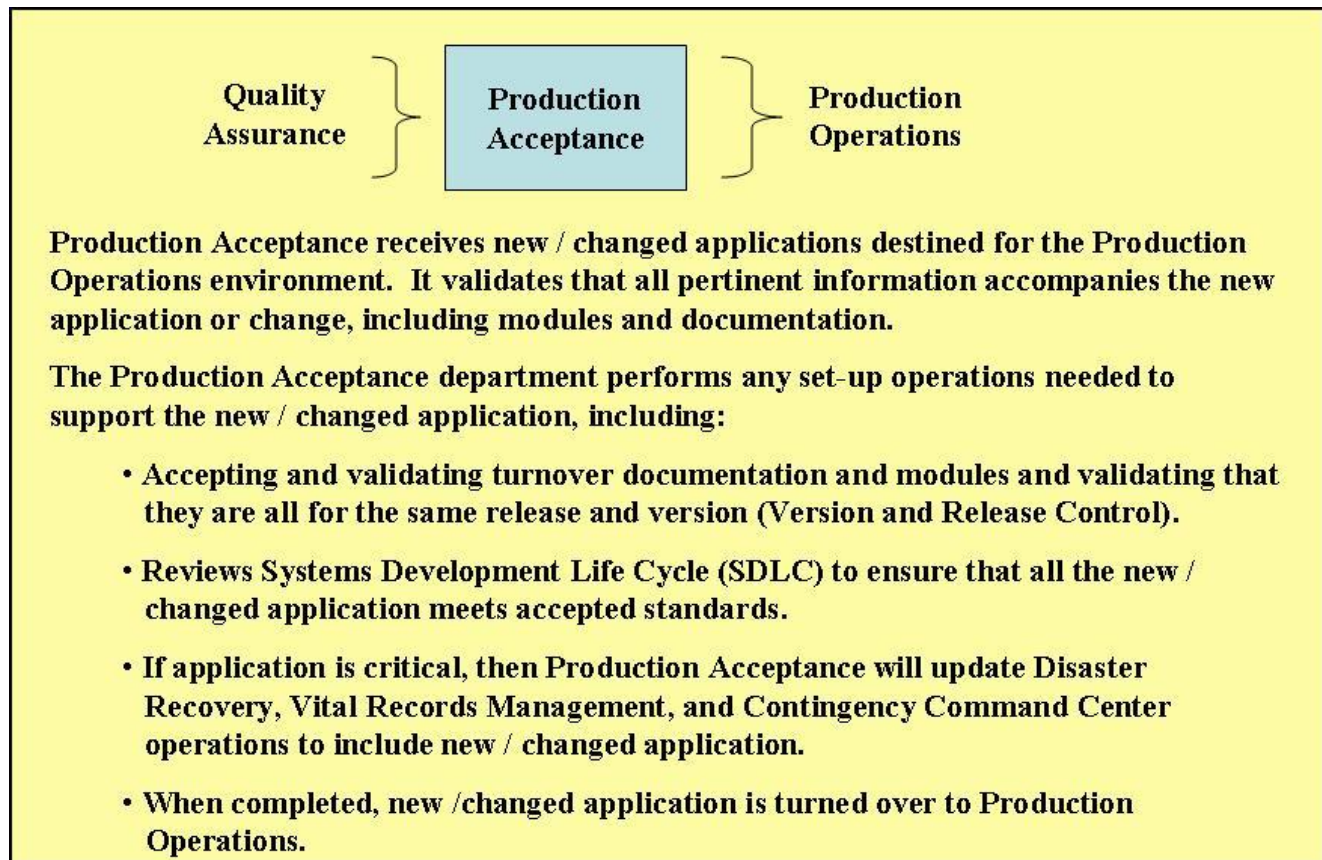 Quality
Assurance
Production
Acceptance
Production
Operations
Production Acceptance receives new / changed applications destined for the Production
Operations environment.  It validates that all pertinent information accompanies the new
application or change, including modules and documentation.
The Production Acceptance department performs any set-up operations needed to
support the new / changed application, including:
• Accepting and validating turnover documentation and modules and validating that
they are all for the same release and version (Version and Release Control).
• Reviews Systems Development Life Cycle (SDLC) to ensure that all the new /
changed application meets accepted standards.
• If application is critical, then Production Acceptance will update Disaster
Recovery, Vital Records Management, and Contingency Command Center
operations to include new / changed application.
• When completed, new /changed application is turned over to Production
Operations.